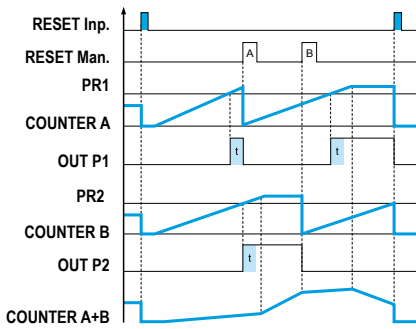 RESET Inp.
RESET Man.
A
B
PR1
COUNTER A
OUT P1
t
t
PR2
COUNTER B
OUT P2
t
COUNTER A+B